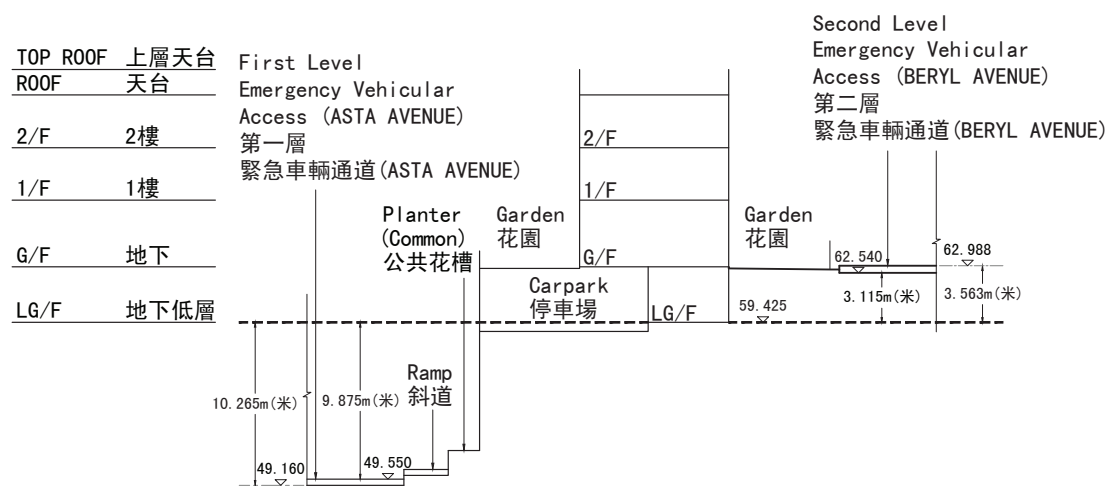 TOP ROOF 上層天台
ROOF 天台
2/F 2樓
1/F 1樓
G/F 地下
LG/F 地下低層
First Level
Emergency Vehicular
Access (ASTA AVENUE)
第一層
緊急車輛通道(ASTA AVENUE)
Second Level
Emergency Vehicular
Access (BERYL AVENUE)
第二層
緊急車輛通道(BERYL AVENUE)
Planter
(Common)
公共花槽
Garden
花園
2/F
1/F
G/F
Carpark
停車場
LG/F
Garden
花園
62.540
62.988
3.115m(米)
3.563m(米)
59.425
Ramp
斜道
10.265m(米)
9.875m(米)
49.160
49.550